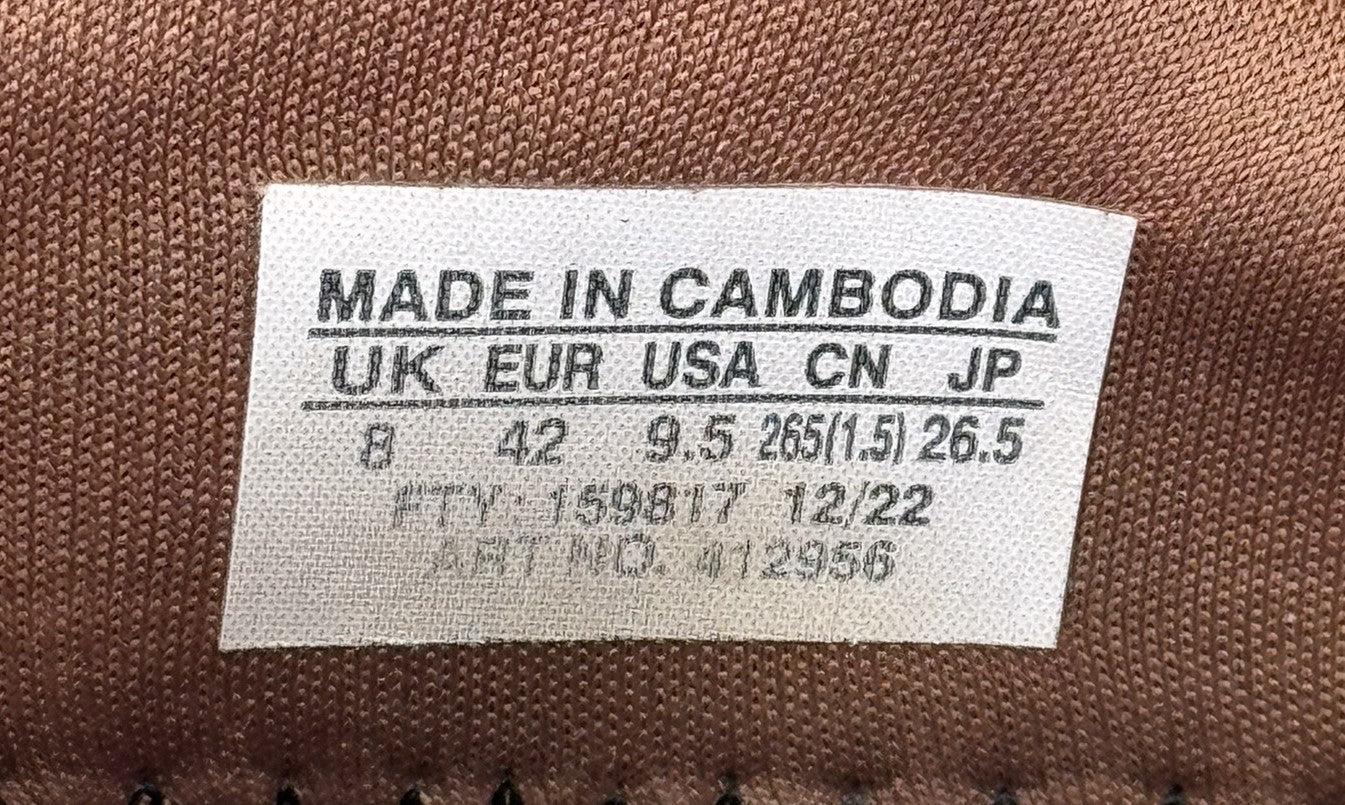 MADE IN CAMBODIA
UK EUR USA CN JP
8 42 9.5 265(1.5) 26.5
FTY: 159817 12/22
ART NO. 412956